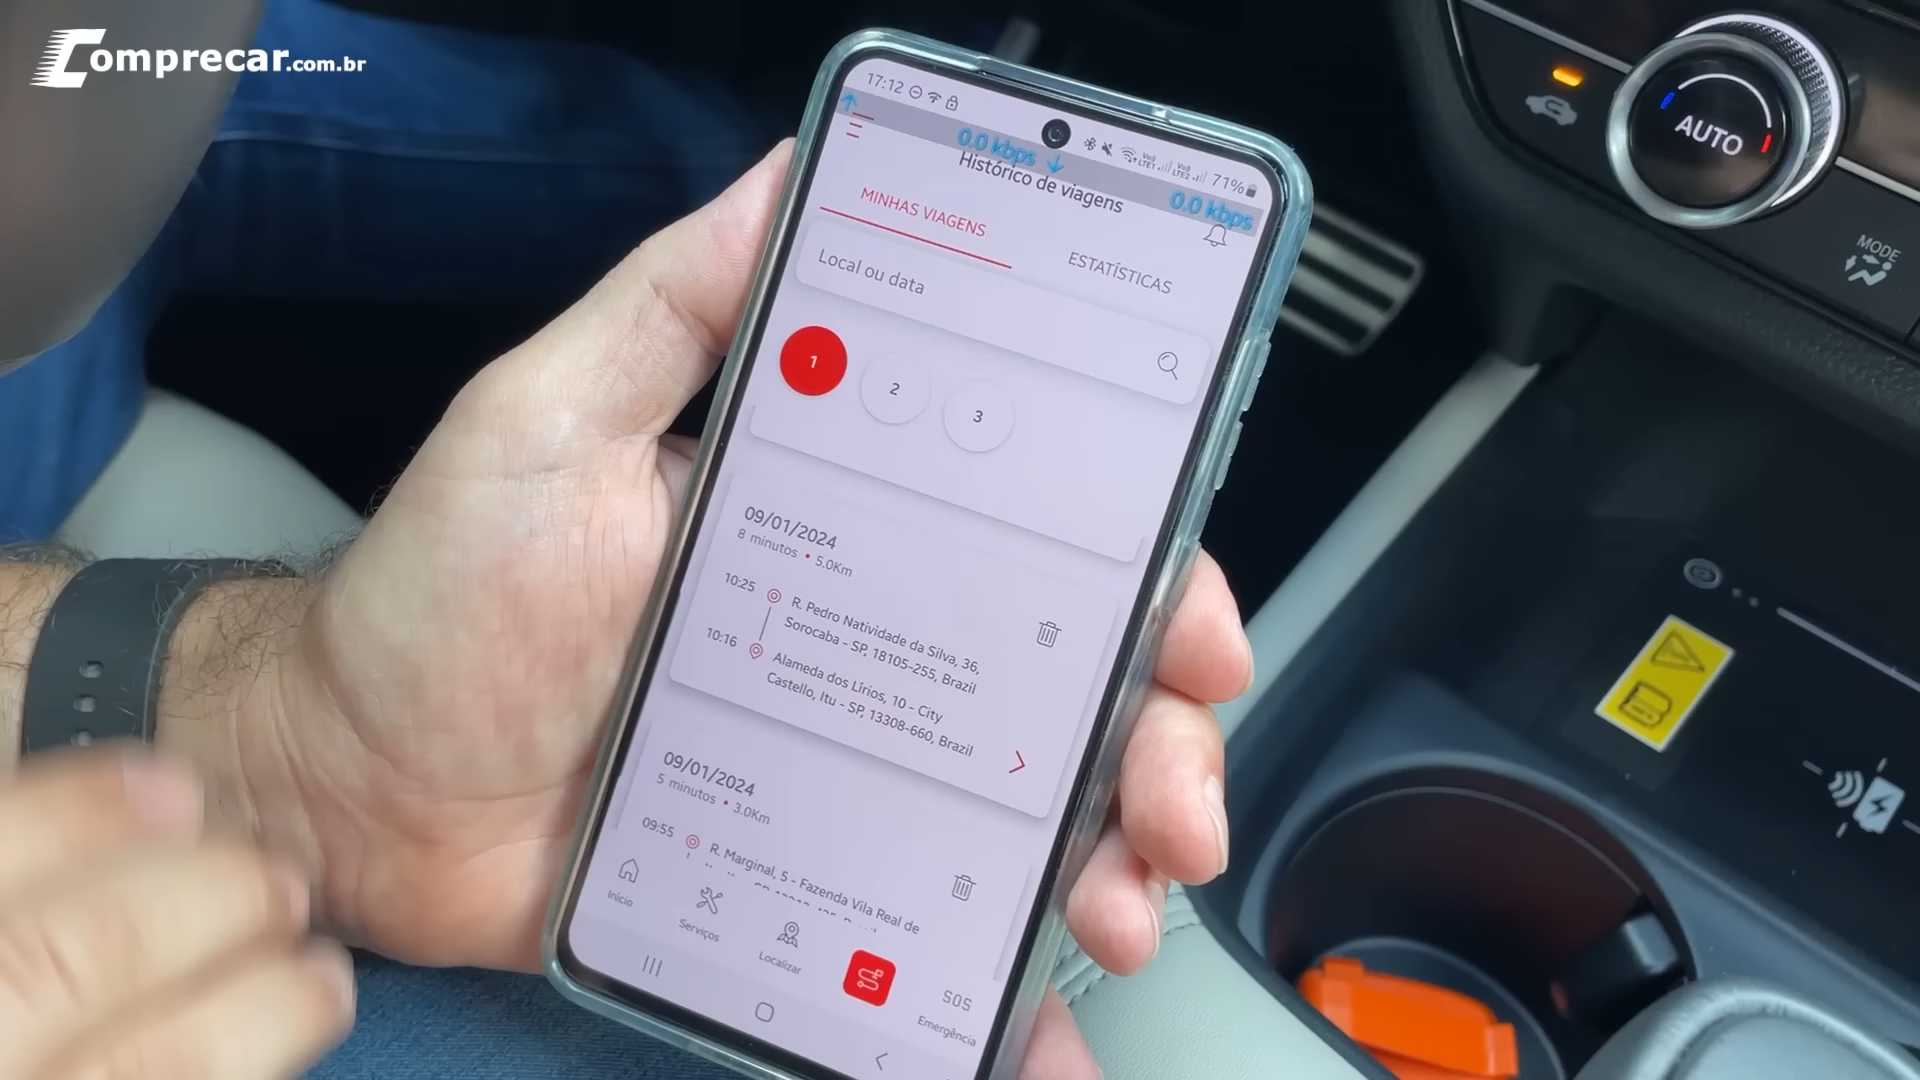 Comprecar.com.br
17:12
71%
0.0 kbps
0.0 kbps
Histórico de viagens
MINHAS VIAGENS
ESTATÍSTICAS
Local ou data
1
2
3
09/01/2024
8 minutos • 5.0Km
10:25
R. Pedro Natividade da Silva, 36,
Sorocaba - SP, 18105-255, Brazil
10:16
Alameda dos Lírios, 10 - City
Castello, Itu - SP, 13308-660, Brazil
09/01/2024
5 minutos • 3.0Km
09:55
R. Marginal, 5 - Fazenda Vila Real de
Início
Serviços
Localizar
SOS
Emergência
AUTO
MODE